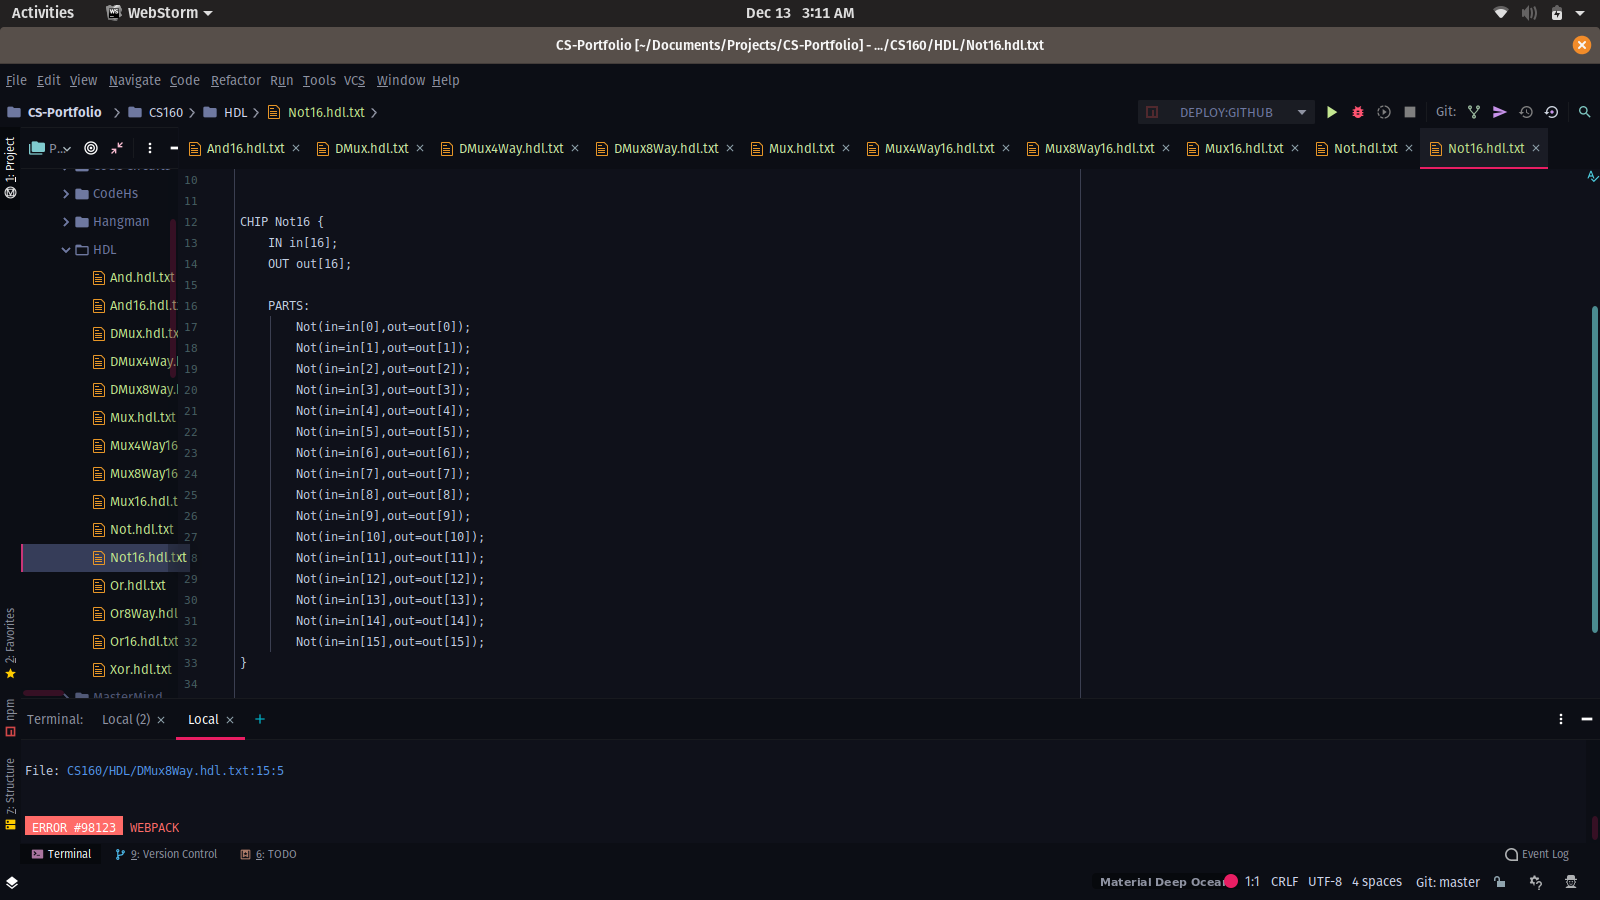 Activities WebStorm Dec 13 3:11 AM
CS-Portfolio [~/Documents/Projects/CS-Portfolio] - .../CS160/HDL/Not16.hdl.txt
File Edit View Navigate Code Refactor Run Tools VCS Window Help
CS-Portfolio CS160 HDL Not16.hdl.txt DEPLOY:GITHUB Git:
P... And16.hdl.txt DMux.hdl.txt DMux4Way.hdl.txt DMux8Way.hdl.txt Mux.hdl.txt Mux4Way16.hdl.txt Mux8Way16.hdl.txt Mux16.hdl.txt Not.hdl.txt Not16.hdl.txt
1: Project
CodeHs
Hangman
HDL
And.hdl.txt
And16.hdl.t
DMux.hdl.tx
DMux4Way.
DMux8Way.
Mux.hdl.txt
Mux4Way16
Mux8Way16
Mux16.hdl.t
Not.hdl.txt
Not16.hdl.txt
Or.hdl.txt
Or8Way.hdl
Or16.hdl.txt
Xor.hdl.txt
MasterMind
2: Favorites
npm
7: Structure
10
11
12 CHIP Not16 {
13 IN in[16];
14 OUT out[16];
15
16 PARTS:
17 Not(in=in[0],out=out[0]);
18 Not(in=in[1],out=out[1]);
19 Not(in=in[2],out=out[2]);
20 Not(in=in[3],out=out[3]);
21 Not(in=in[4],out=out[4]);
22 Not(in=in[5],out=out[5]);
23 Not(in=in[6],out=out[6]);
24 Not(in=in[7],out=out[7]);
25 Not(in=in[8],out=out[8]);
26 Not(in=in[9],out=out[9]);
27 Not(in=in[10],out=out[10]);
8 Not(in=in[11],out=out[11]);
29 Not(in=in[12],out=out[12]);
30 Not(in=in[13],out=out[13]);
31 Not(in=in[14],out=out[14]);
32 Not(in=in[15],out=out[15]);
33 }
34
Terminal: Local (2) Local
File: CS160/HDL/DMux8Way.hdl.txt:15:5
ERROR #98123 WEBPACK
Terminal 9: Version Control 6: TODO Event Log
Material Deep Ocea 1:1 CRLF UTF-8 4 spaces Git: master